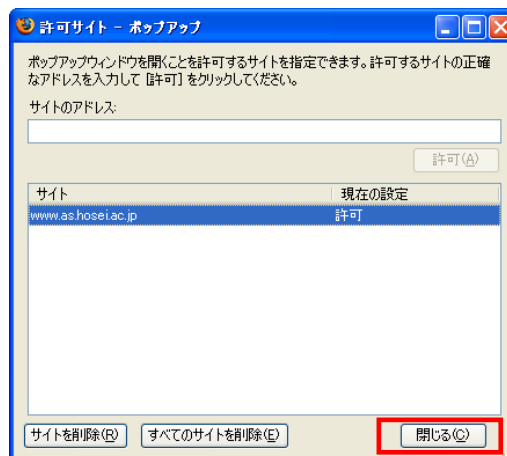 許可サイト - ポップアップ
ポップアップウィンドウを開くことを許可するサイトを指定できます。許可するサイトの正確
なアドレスを入力して [許可] をクリックしてください。
サイトのアドレス:
許可(A)
サイト 現在の設定
www.as.hosei.ac.jp 許可
サイトを削除(R) すべてのサイトを削除(E) 閉じる(C)